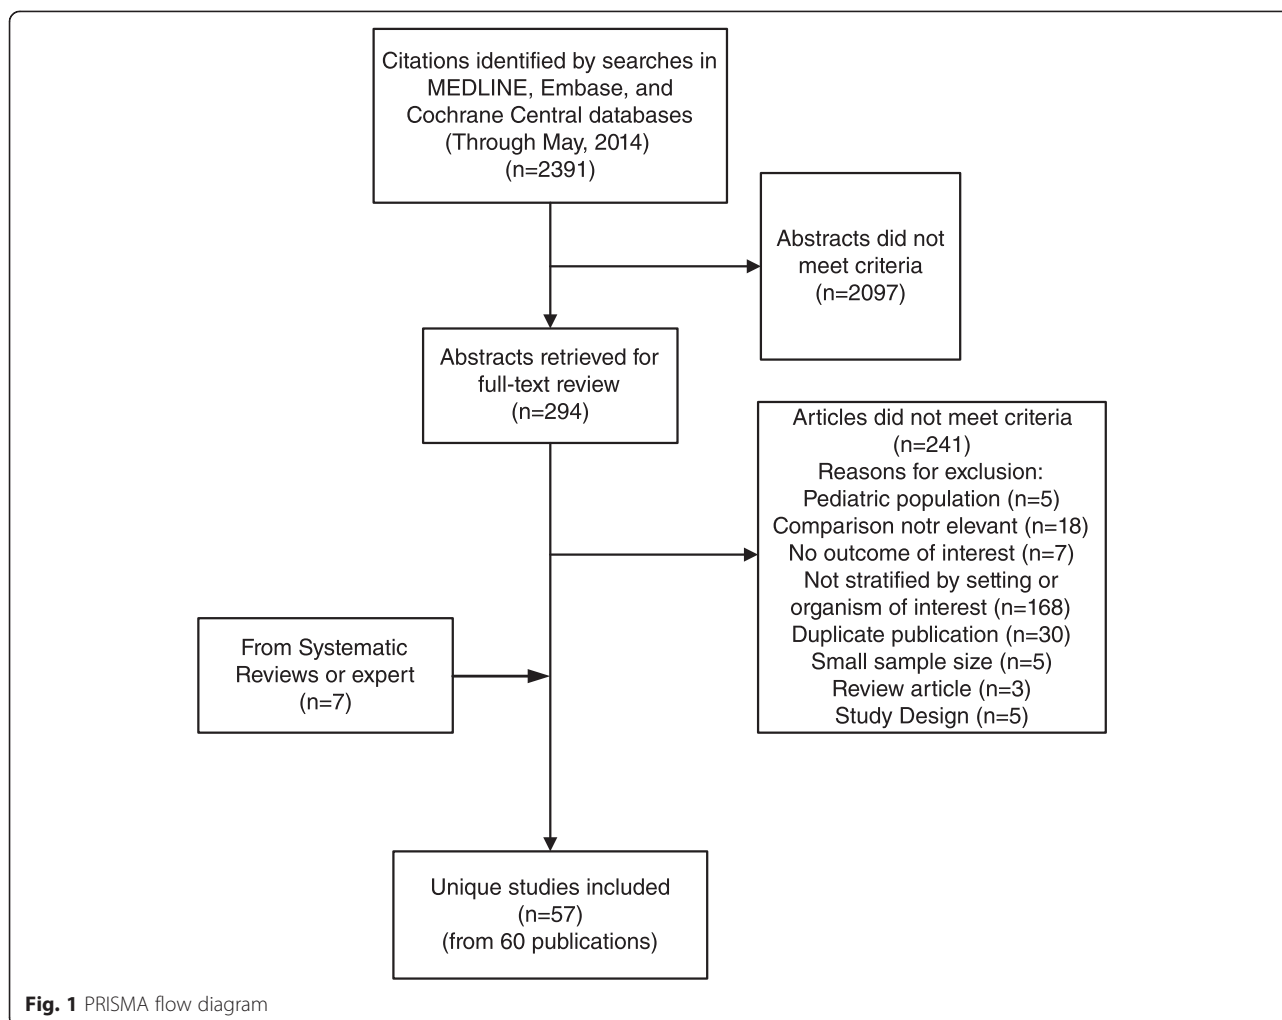 Citations identified by searches in
MEDLINE, Embase, and
Cochrane Central databases
(Through May, 2014)
(n=2391)
Abstracts did not
meet criteria
(n=2097)
Abstracts retrieved for
full-text review
(n=294)
Articles did not meet criteria
(n=241)
Reasons for exclusion:
Pediatric population (n=5)
Comparison notr elevant (n=18)
No outcome of interest (n=7)
Not stratified by setting or
organism of interest (n=168)
Duplicate publication (n=30)
Small sample size (n=5)
Review article (n=3)
Study Design (n=5)
From Systematic
Reviews or expert
(n=7)
Unique studies included
(n=57)
(from 60 publications)
Fig. 1 PRISMA flow diagram